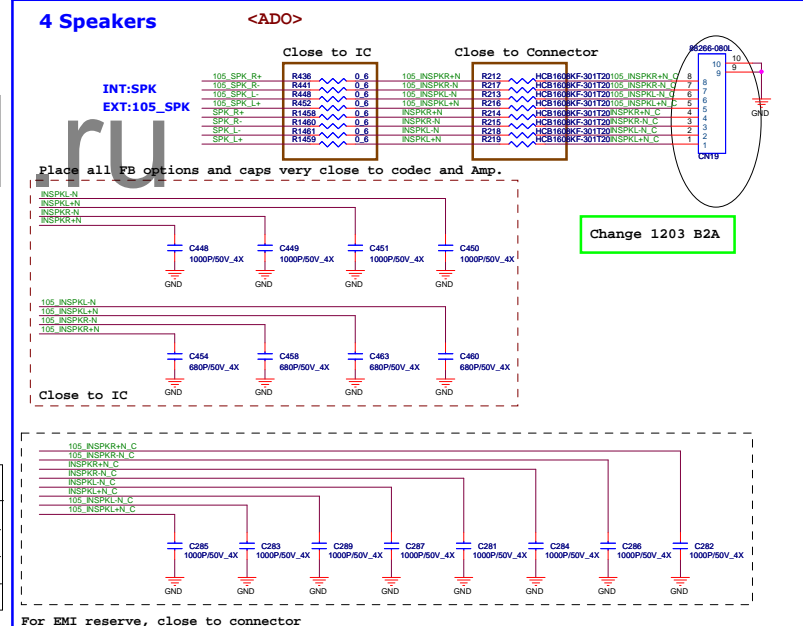 4 Speakers
<ADO>
Close to IC
Close to Connector
88266-080L
INT:SPK
EXT:105_SPK
105_SPK_R+ R436 0_6 105_INSPKR+N R212 HCB1608KF-301T20 105_INSPKR+N_C 8
105_SPK_R- R441 0_6 105_INSPKR-N R217 HCB1608KF-301T20 105_INSPKR-N_C 7
105_SPK_L- R448 0_6 105_INSPKL-N R213 HCB1608KF-301T20 105_INSPKL-N_C 6
105_SPK_L+ R452 0_6 105_INSPKL+N R216 HCB1608KF-301T20 105_INSPKL+N_C 5
SPK_R+ R1458 0_6 INSPKR+N R214 HCB1608KF-301T20 INSPKR+N_C 4
SPK_R- R1460 0_6 INSPKR-N R215 HCB1608KF-301T20 INSPKR-N_C 3
SPK_L- R1461 0_6 INSPKL-N R218 HCB1608KF-301T20 INSPKL-N_C 2
SPK_L+ R1459 0_6 INSPKL+N R219 HCB1608KF-301T20 INSPKL+N_C 1
10 10
9 9
8
7
6
5
4
3
2
1
CN19
GND
.ru
Place all FB options and caps very close to codec and Amp.
Change 1203 B2A
INSPKL-N
INSPKL+N
INSPKR-N
INSPKR+N
C448 C449 C451 C450
1000P/50V_4X 1000P/50V_4X 1000P/50V_4X 1000P/50V_4X
GND GND GND GND
105_INSPKL-N
105_INSPKL+N
105_INSPKR-N
105_INSPKR+N
C454 C458 C463 C460
680P/50V_4X 680P/50V_4X 680P/50V_4X 680P/50V_4X
GND GND GND GND
Close to IC
105_INSPKR+N_C
105_INSPKR-N_C
INSPKR+N_C
INSPKR-N_C
INSPKL-N_C
INSPKL+N_C
105_INSPKL-N_C
105_INSPKL+N_C
C285 C283 C289 C287 C281 C284 C286 C282
1000P/50V_4X 1000P/50V_4X 1000P/50V_4X 1000P/50V_4X 1000P/50V_4X 1000P/50V_4X 1000P/50V_4X 1000P/50V_4X
GND GND GND GND GND GND GND GND
For EMI reserve, close to connector